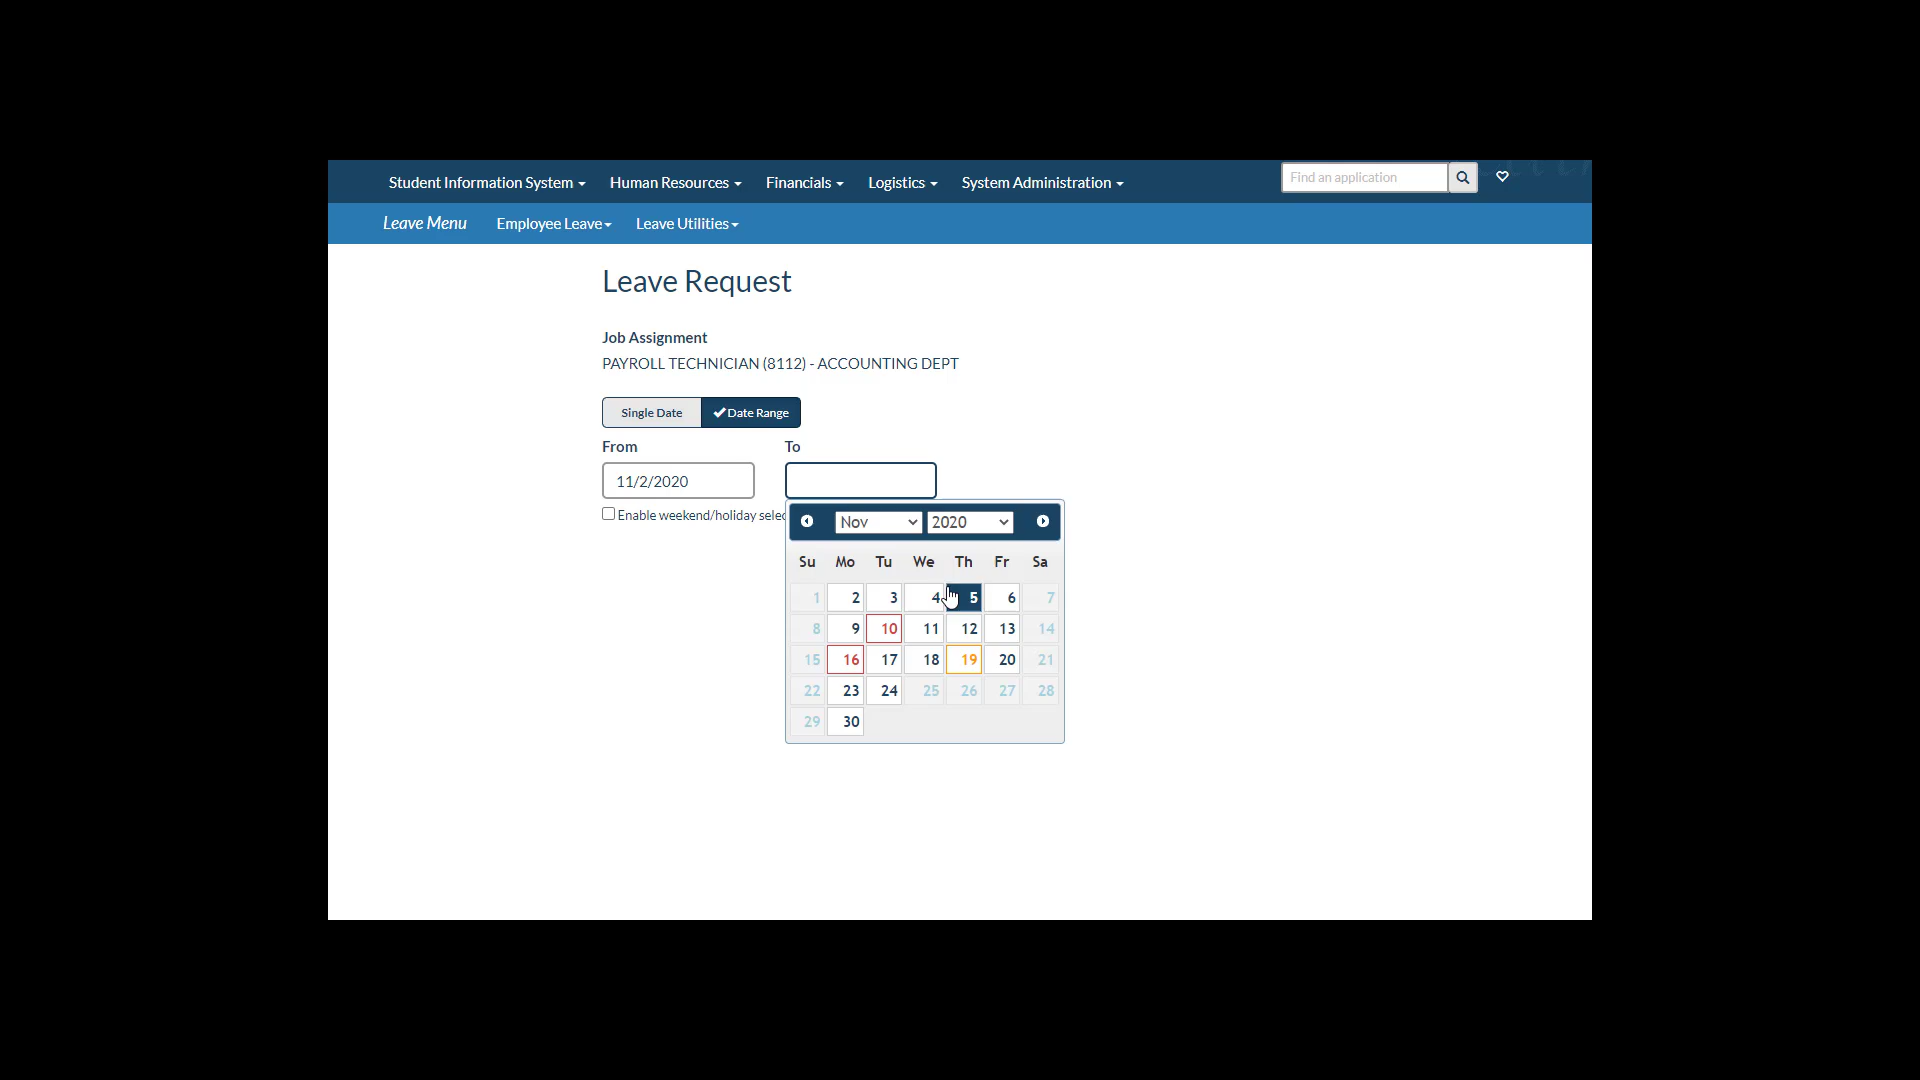 Student Information System Human Resources Financials Logistics System Administration Find an application
Leave Menu Employee Leave Leave Utilities
Leave Request
Job Assignment
PAYROLL TECHNICIAN (8112) - ACCOUNTING DEPT
Single Date Date Range
From To
11/2/2020
Enable weekend/holiday selec
Nov 2020
Su Mo Tu We Th Fr Sa
1 2 3 4 5 6 7
8 9 10 11 12 13 14
15 16 17 18 19 20 21
22 23 24 25 26 27 28
29 30